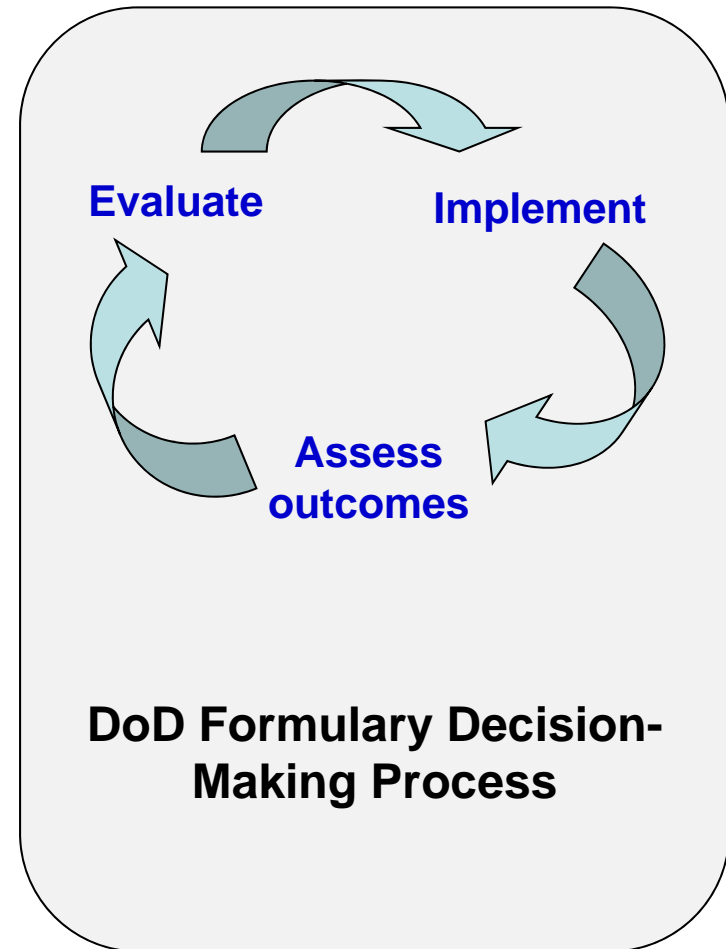 Evaluate
Implement
Assess
outcomes
DoD Formulary Decision-
Making Process